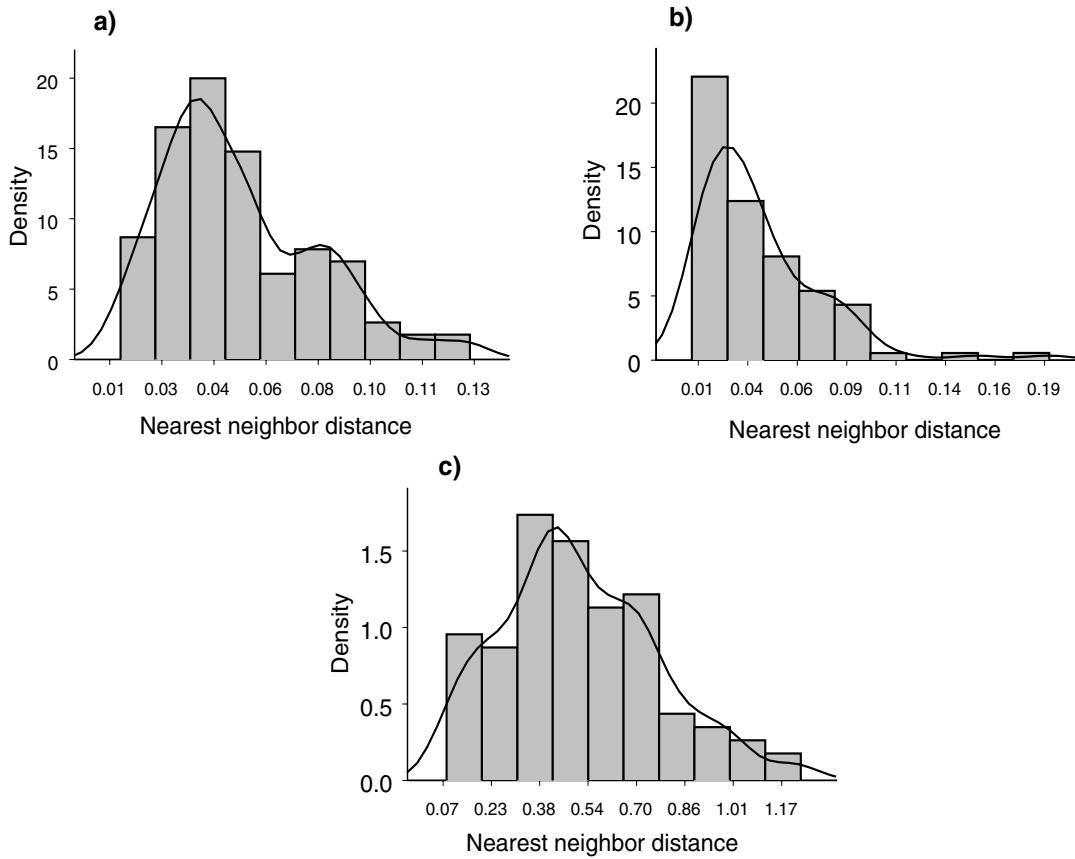 a)
20
15
10
5
0
Density
0.01 0.03 0.04 0.06 0.08 0.10 0.11 0.13
Nearest neighbor distance
b)
20
15
10
5
0
Density
0.01 0.04 0.06 0.09 0.11 0.14 0.16 0.19
Nearest neighbor distance
c)
1.5
1.0
0.5
0.0
Density
0.07 0.23 0.38 0.54 0.70 0.86 1.01 1.17
Nearest neighbor distance